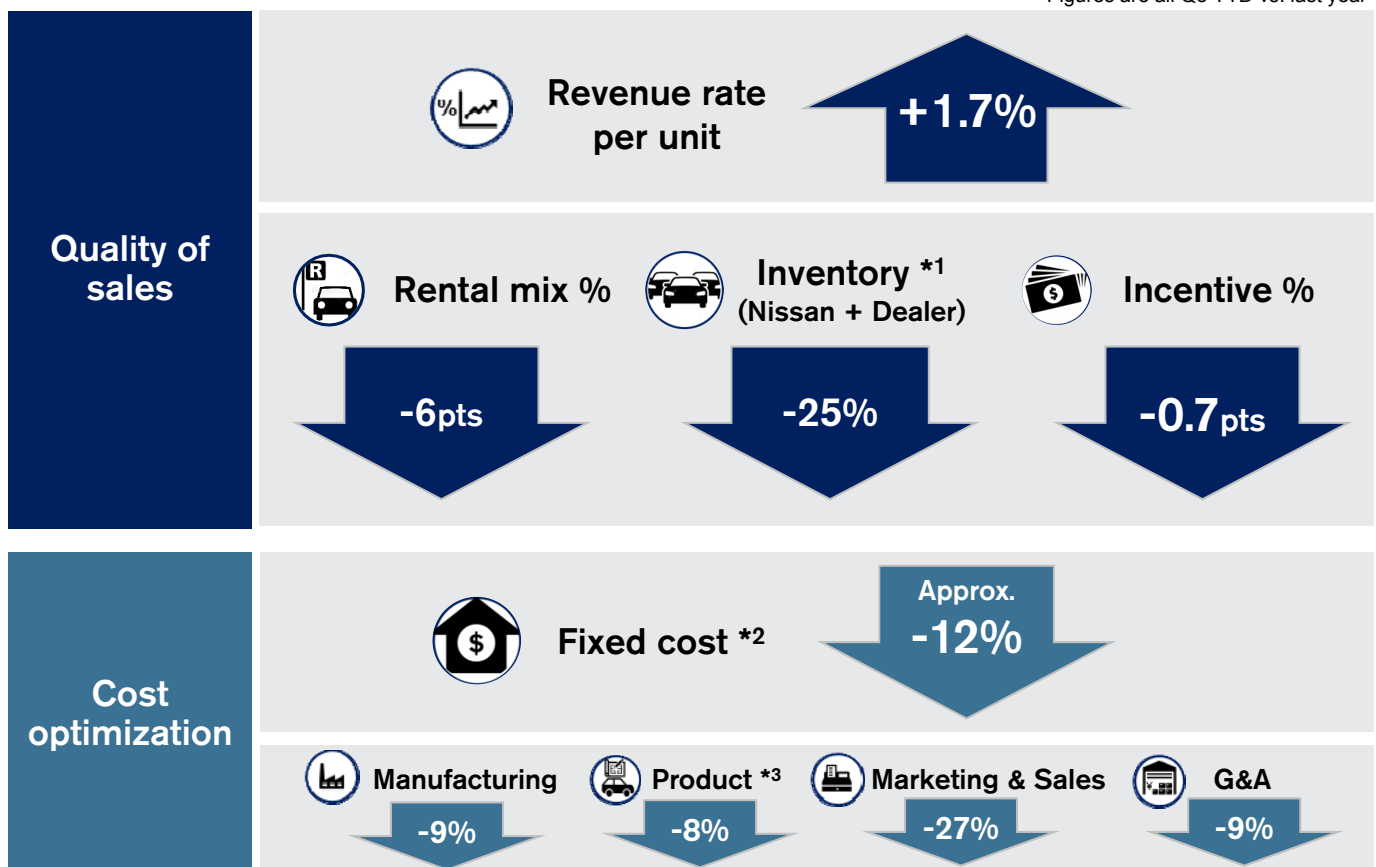 Quality of
sales
Revenue rate
per unit
+1.7%
Rental mix %
-6pts
Inventory *1
(Nissan + Dealer)
-25%
Incentive %
-0.7pts
Cost
optimization
Fixed cost *2
Approx.
-12%
Manufacturing
-9%
Product *3
-8%
Marketing & Sales
-27%
G&A
-9%